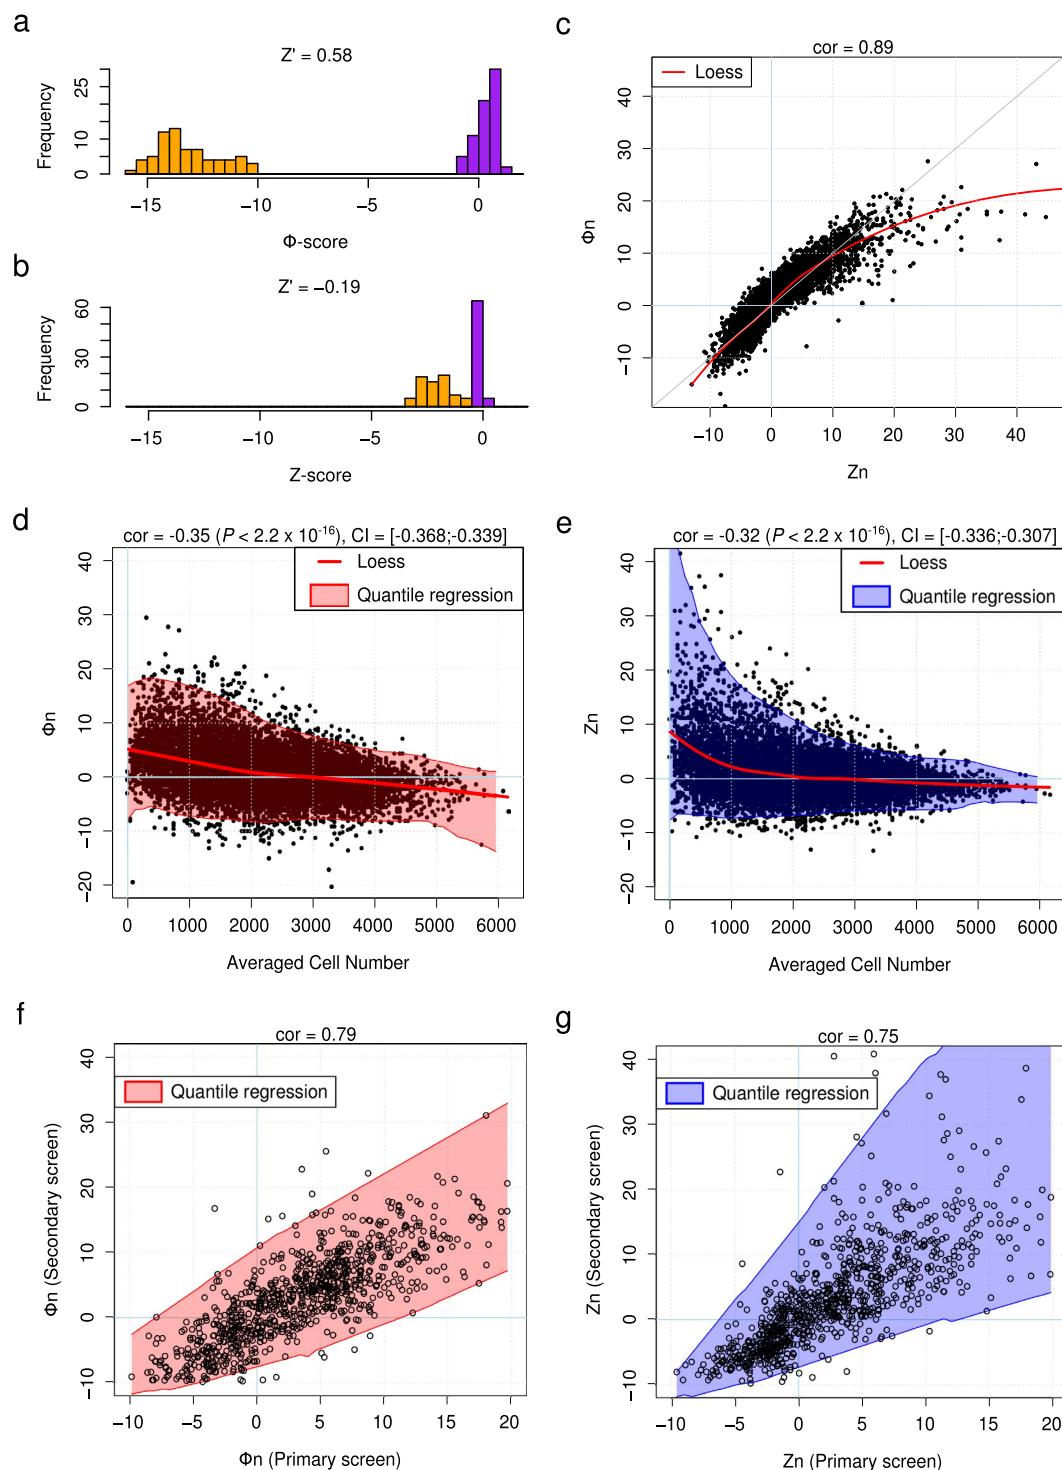 a
Z' = 0.58
Frequency
0
10
25
−15
−10
−5
0
Φ-score
b
Z' = −0.19
Frequency
0
30
60
−15
−10
−5
0
Z-score
c
cor = 0.89
Loess
Φn
−10
0
10
20
30
40
−10
0
10
20
30
40
Zn
d
cor = -0.35 (P < 2.2 x 10-16), CI = [-0.368;-0.339]
Loess
Quantile regression
Φn
−20
−10
0
10
20
30
40
0
1000
2000
3000
4000
5000
6000
Averaged Cell Number
e
cor = -0.32 (P < 2.2 x 10-16), CI = [-0.336;-0.307]
Loess
Quantile regression
Zn
−20
−10
0
10
20
30
40
0
1000
2000
3000
4000
5000
6000
Averaged Cell Number
f
cor = 0.79
Quantile regression
Φn (Secondary screen)
−10
0
10
20
30
40
−10
−5
0
5
10
15
20
Φn (Primary screen)
g
cor = 0.75
Quantile regression
Zn (Secondary screen)
−10
0
10
20
30
40
−10
−5
0
5
10
15
20
Zn (Primary screen)